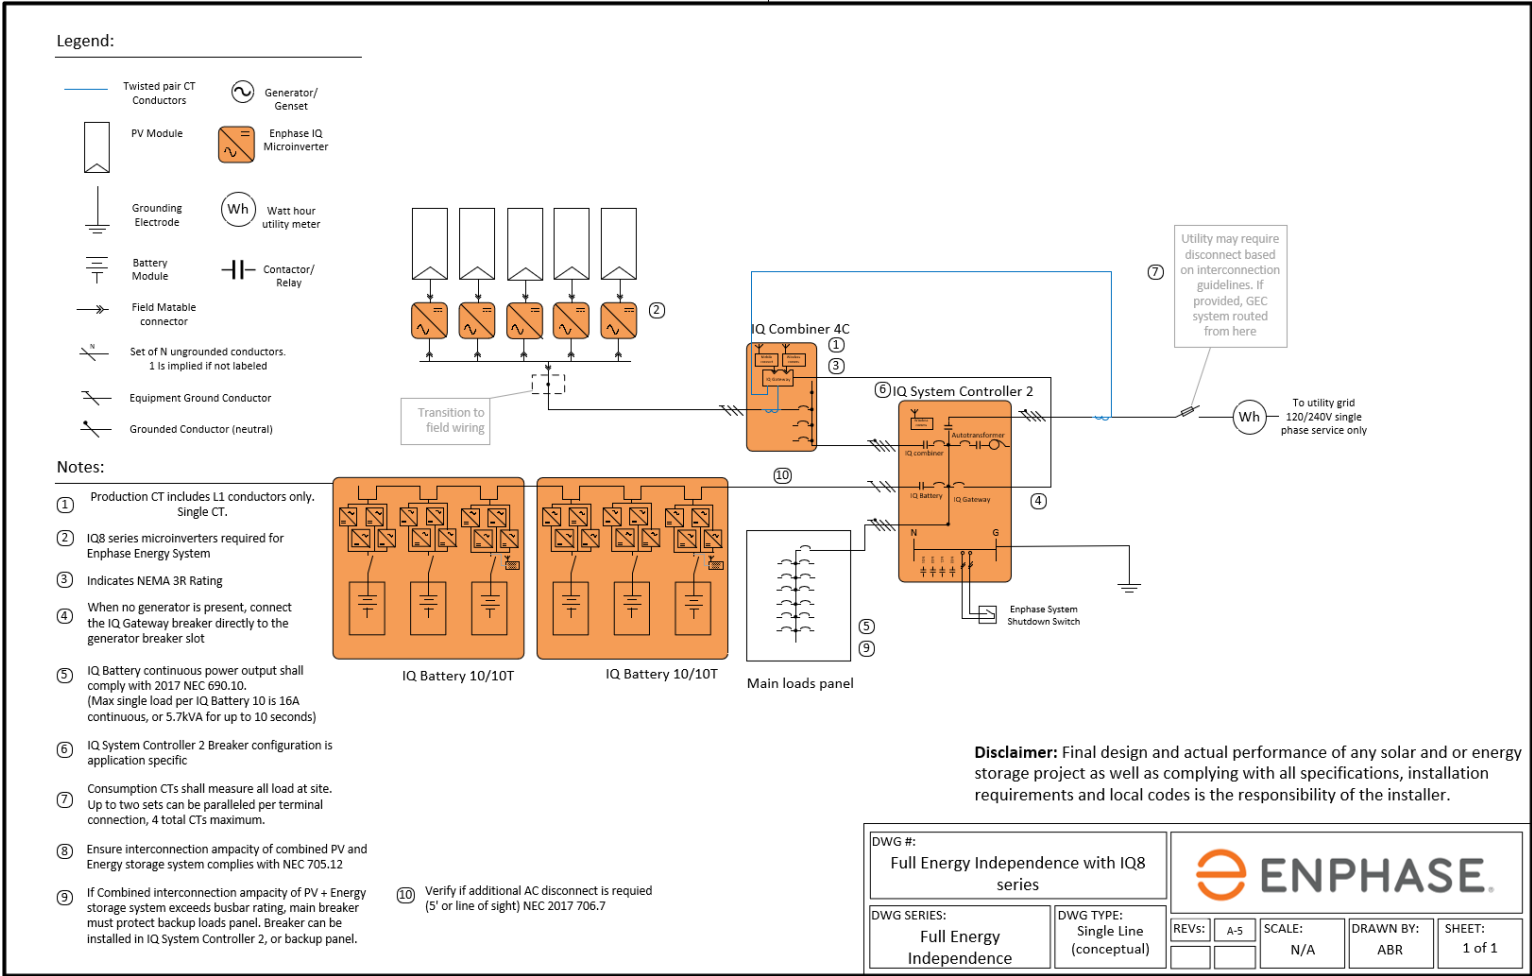 Legend:
Twisted pair CT
Conductors
Generator/
Genset
PV Module
Enphase IQ
Microinverter
Grounding
Electrode
Wh
Watt hour
utility meter
Battery
Module
Contactor/
Relay
Field Matable
connector
N
Set of N ungrounded conductors.
1 Is implied if not labeled
Equipment Ground Conductor
Grounded Conductor (neutral)
Notes:
1
Production CT includes L1 conductors only.
Single CT.
2
IQ8 series microinverters required for
Enphase Energy System
3
Indicates NEMA 3R Rating
4
When no generator is present, connect
the IQ Gateway breaker directly to the
generator breaker slot
5
IQ Battery continuous power output shall
comply with 2017 NEC 690.10.
(Max single load per IQ Battery 10 is 16A
continuous, or 5.7kVA for up to 10 seconds)
6
IQ System Controller 2 Breaker configuration is
application specific
7
Consumption CTs shall measure all load at site.
Up to two sets can be paralleled per terminal
connection, 4 total CTs maximum.
8
Ensure interconnection ampacity of combined PV and
Energy storage system complies with NEC 705.12
9
If Combined interconnection ampacity of PV + Energy
storage system exceeds busbar rating, main breaker
must protect backup loads panel. Breaker can be
installed in IQ System Controller 2, or backup panel.
10
Verify if additional AC disconnect is requied
(5' or line of sight) NEC 2017 706.7
2
Transition to
field wiring
IQ Combiner 4C
1
3
IQ Gateway
6
IQ System Controller 2
Autotransformer
IQ combiner
IQ Battery
IQ Gateway
N
G
4
7
Utility may require
disconnect based
on interconnection
guidelines. If
provided, GEC
system routed
from here
Wh
To utility grid
120/240V single
phase service only
10
IQ Battery 10/10T
IQ Battery 10/10T
5
9
Main loads panel
Enphase System
Shutdown Switch
Disclaimer: Final design and actual performance of any solar and or energy
storage project as well as complying with all specifications, installation
requirements and local codes is the responsibility of the installer.
DWG #:
Full Energy Independence with IQ8
series
ENPHASE.
DWG SERIES:
Full Energy
Independence
DWG TYPE:
Single Line
(conceptual)
REVs:
A-5
SCALE:
N/A
DRAWN BY:
ABR
SHEET:
1 of 1